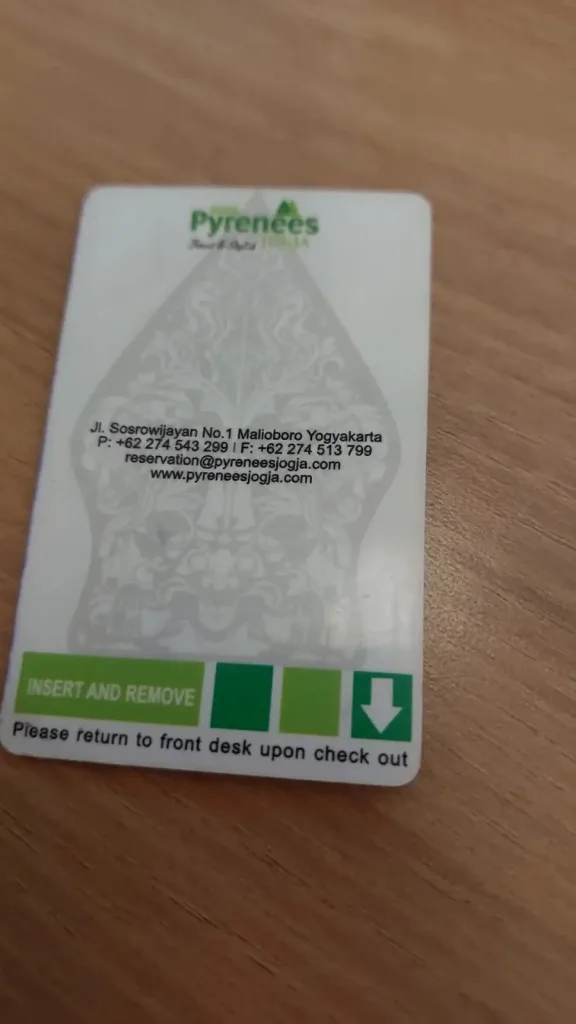 Pyrenees
JOGJA
Jl. Sosrowijayan No.1 Malioboro Yogyakarta
P: +62 274 543 299 | F: +62 274 513 799
reservation@pyreneesjogja.com
www.pyreneesjogja.com
INSERT AND REMOVE
Please return to front desk upon check out